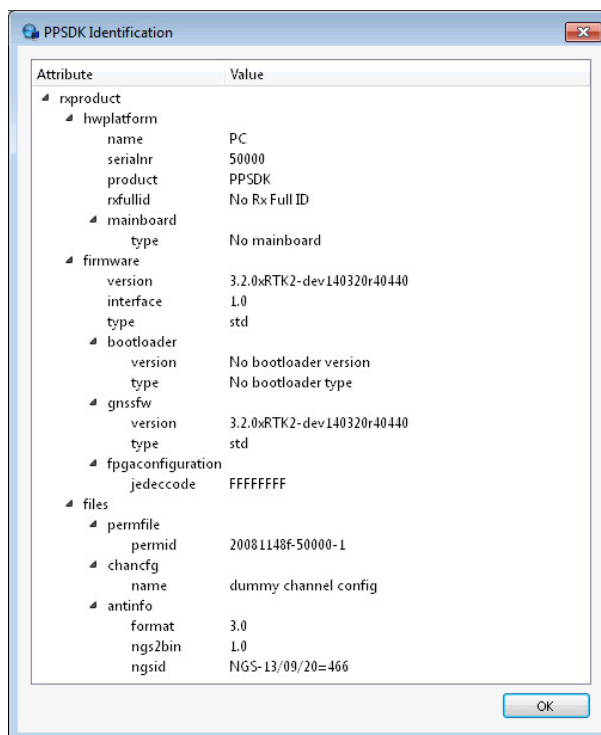 PPSDK Identification
Attribute Value
rxproduct
hwplatform
name PC
serialnr 50000
product PPSDK
rxfullid No Rx Full ID
mainboard
type No mainboard
firmware
version 3.2.0xRTK2-dev140320r40440
interface 1.0
type std
bootloader
version No bootloader version
type No bootloader type
gnssfw
version 3.2.0xRTK2-dev140320r40440
type std
fpgaconfiguration
jedeccode FFFFFFFF
files
permfile
permid 20081148f-50000-1
chancfg
name dummy channel config
antinfo
format 3.0
ngs2bin 1.0
ngsid NGS-13/09/20=466
OK